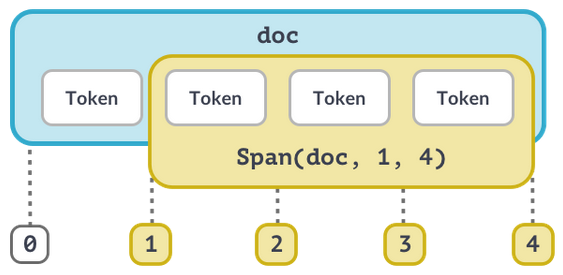 doc
Token Token Token Token
Span(doc, 1, 4)
0 1 2 3 4